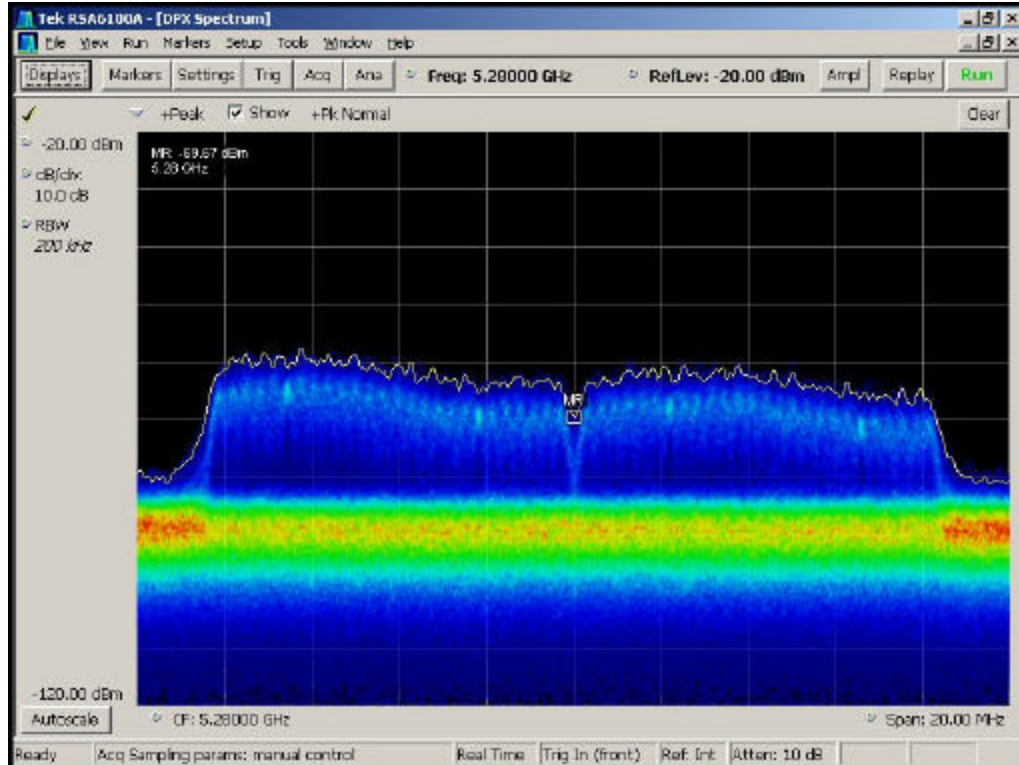 Tek RSA6100A - [DPX Spectrum]
File View Run Markers Setup Tools Window Help
Displays Markers Settings Trig Acq Ana Freq: 5.28000 GHz RefLev: -20.00 dBm Ampl Replay Run
+Peak Show +Pk Normal Clear
-20.00 dBm
MR: -69.67 dBm
5.28 GHz
dB/div:
10.0 dB
RBW
200 kHz
MR
-120.00 dBm
Autoscale CF: 5.28000 GHz Span: 20.00 MHz
Ready Acq Sampling params: manual control Real Time Trig In (front) Ref: Int Atten: 10 dB